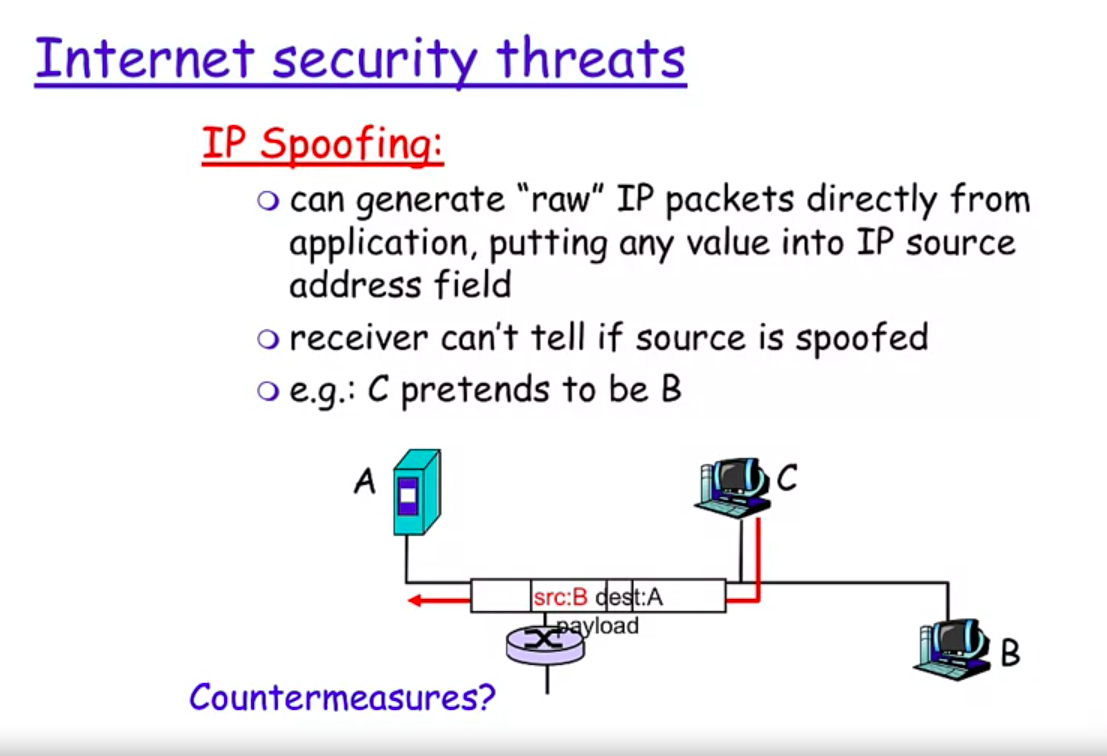 Internet security threats
IP Spoofing:
can generate “raw” IP packets directly from
application, putting any value into IP source
address field
receiver can't tell if source is spoofed
e.g.: C pretends to be B
A
C
src:B dest:A
payload
B
Countermeasures?